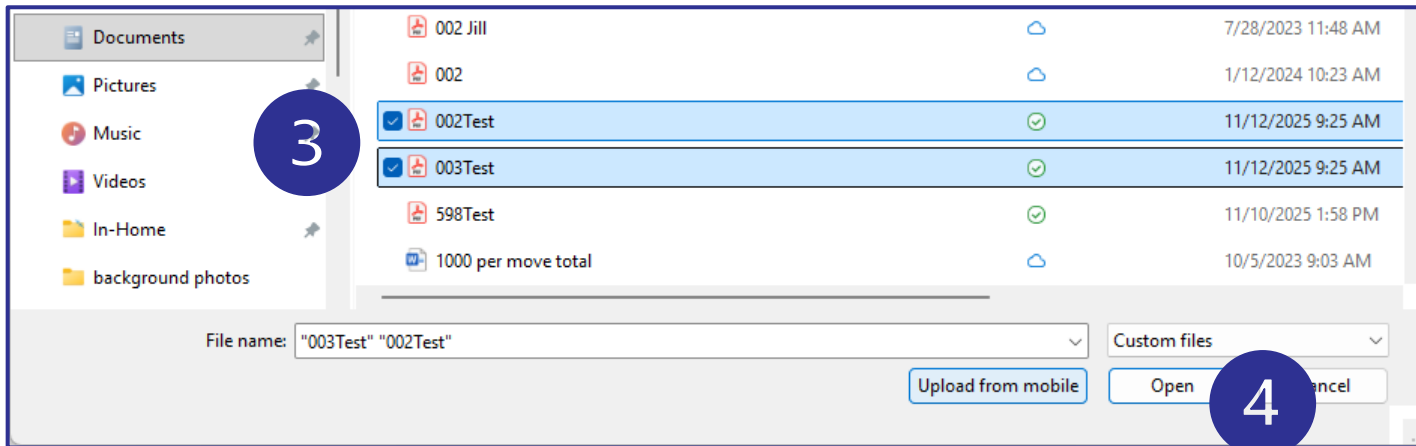 Documents
Pictures
Music
Videos
In-Home
background photos
3
002 Jill 7/28/2023 11:48 AM
002 1/12/2024 10:23 AM
002Test 11/12/2025 9:25 AM
003Test 11/12/2025 9:25 AM
598Test 11/10/2025 1:58 PM
1000 per move total 10/5/2023 9:03 AM
File name: "003Test" "002Test" Custom files
Upload from mobile Open ancel
4